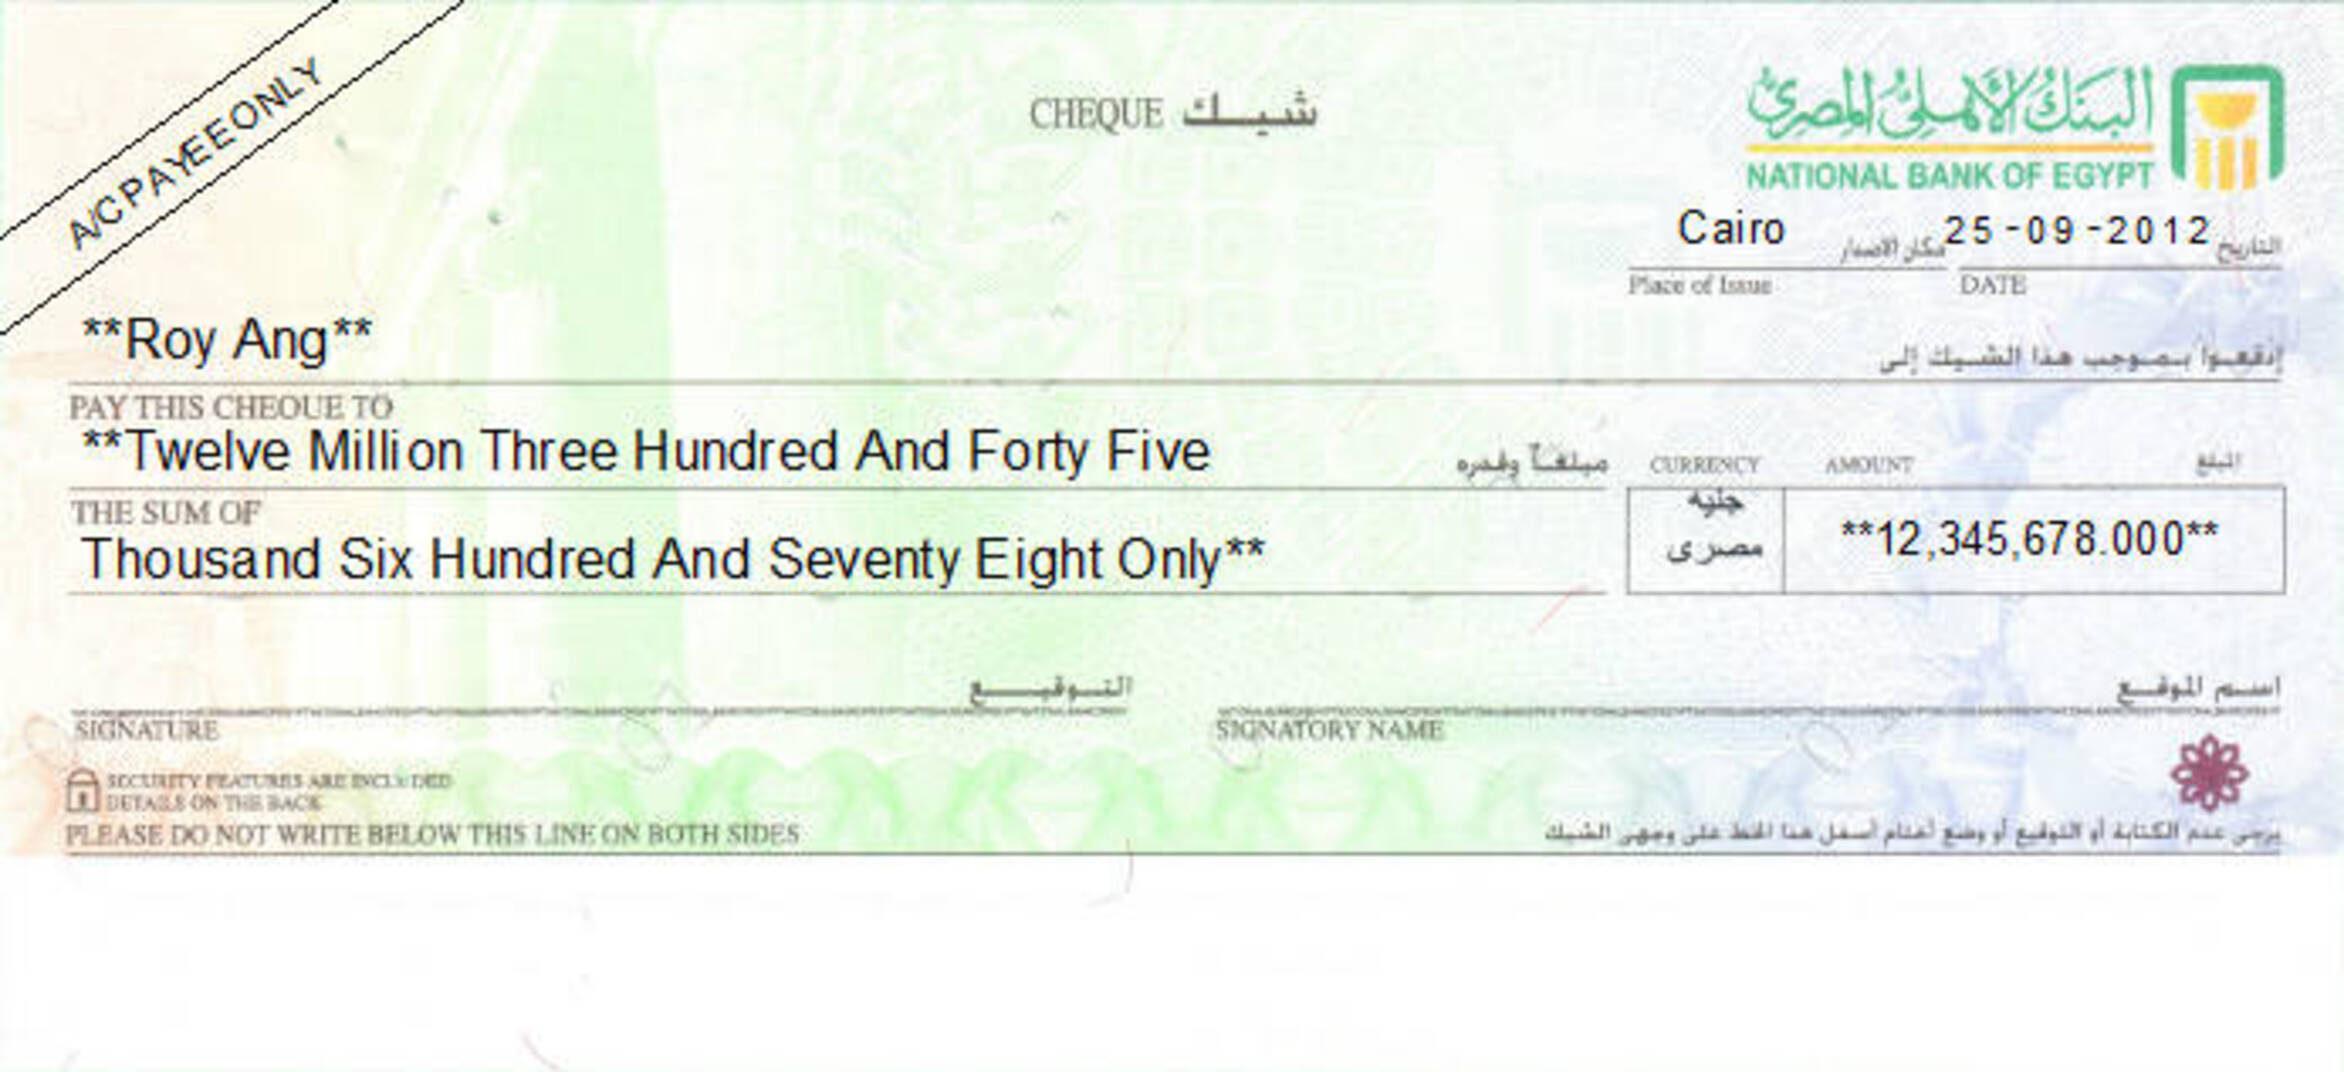 A/C PAYEE ONLY
CHEQUE شيك
البنك الأهلي المصري
NATIONAL BANK OF EGYPT
Cairo مكان الاصدار 25-09-2012 التاريخ
Place of Issue DATE
**Roy Ang** إدفعوا بموجب هذا الشيك إلى
PAY THIS CHEQUE TO
**Twelve Million Three Hundred And Forty Five مبلغاً وقدره CURRENCY AMOUNT المبلغ
THE SUM OF جنيه
Thousand Six Hundred And Seventy Eight Only** مصرى **12,345,678.000**
التوقيع اسم الموقع
SIGNATURE SIGNATORY NAME
SECURITY FEATURES ARE INCLUDED
DETAILS ON THE BACK
PLEASE DO NOT WRITE BELOW THIS LINE ON BOTH SIDES يرجى عدم الكتابة أو التوقيع أو وضع أختام أسفل هذا الخط على وجهى الشيك